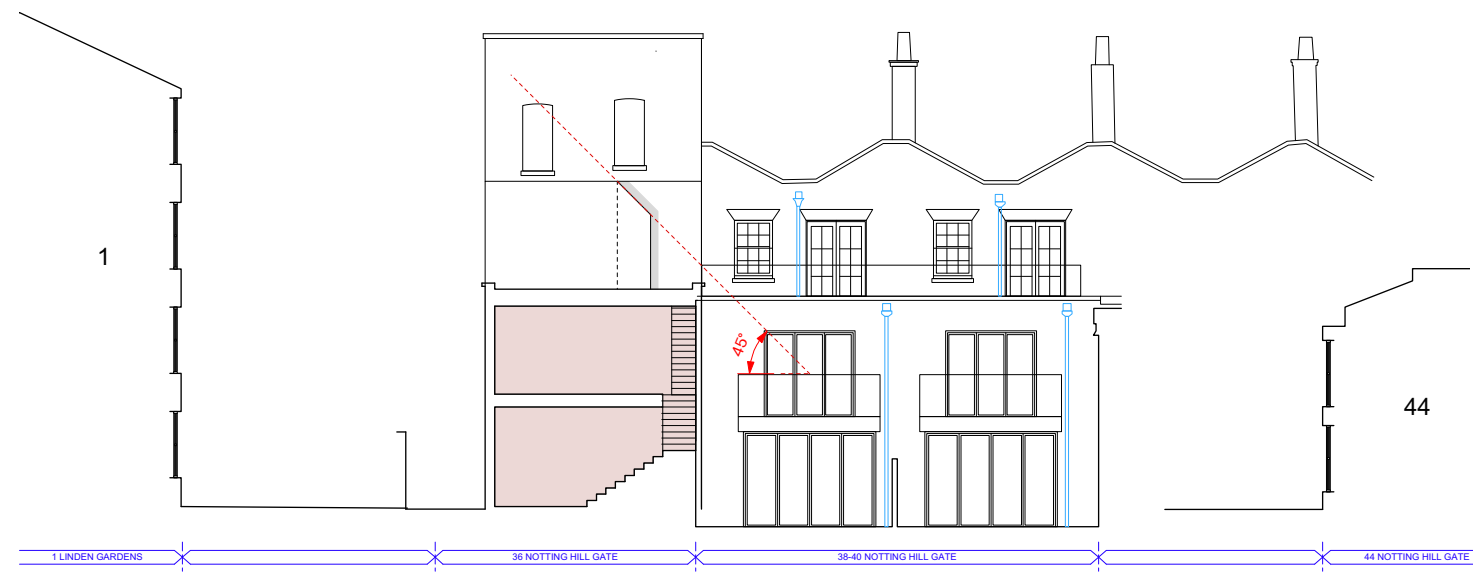 1
45°
44
1 LINDEN GARDENS
36 NOTTING HILL GATE
38-40 NOTTING HILL GATE
44 NOTTING HILL GATE